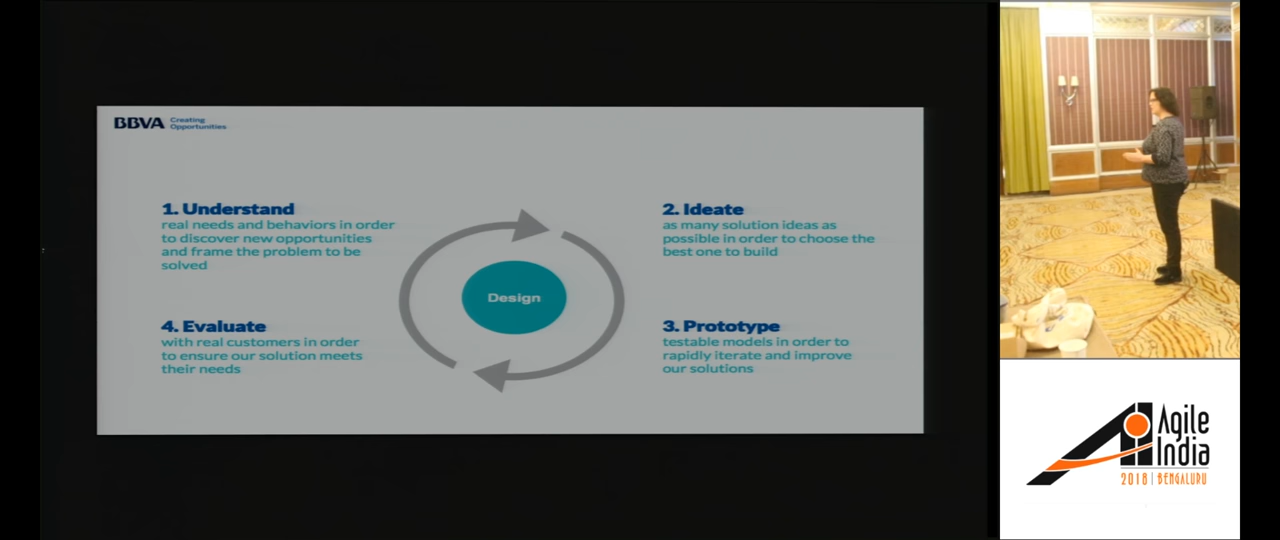 BBVA Creating
Opportunities
1. Understand
real needs and behaviors in order
to discover new opportunities
and frame the problem to be
solved
2. Ideate
as many solution ideas as
possible in order to choose the
best one to build
Design
4. Evaluate
with real customers in order
to ensure our solution meets
their needs
3. Prototype
testable models in order to
rapidly iterate and improve
our solutions
Agile
India
2018 | BENGALURU